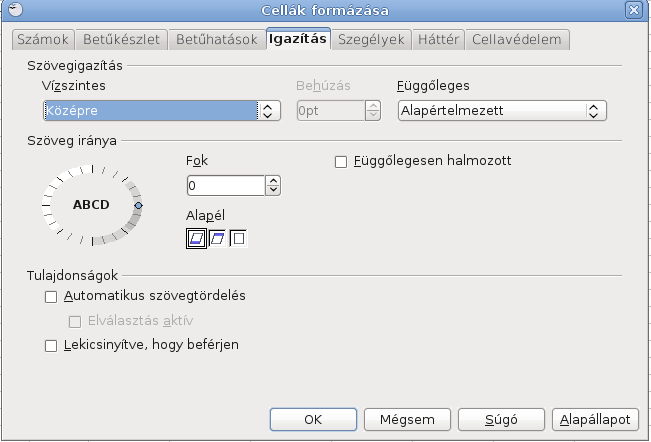 Cellák formázása
Számok Betűkészlet Betűhatások Igazítás Szegélyek Háttér Cellavédelem
Szövegigazítás
Vízszintes Behúzás Függőleges
Középre 0pt Alapértelmezett
Szöveg iránya
Fok Függőlegesen halmozott
ABCD 0
Alapél
Tulajdonságok
Automatikus szövegtördelés
Elválasztás aktív
Lekicsinyítve, hogy beférjen
OK Mégsem Súgó Alapállapot